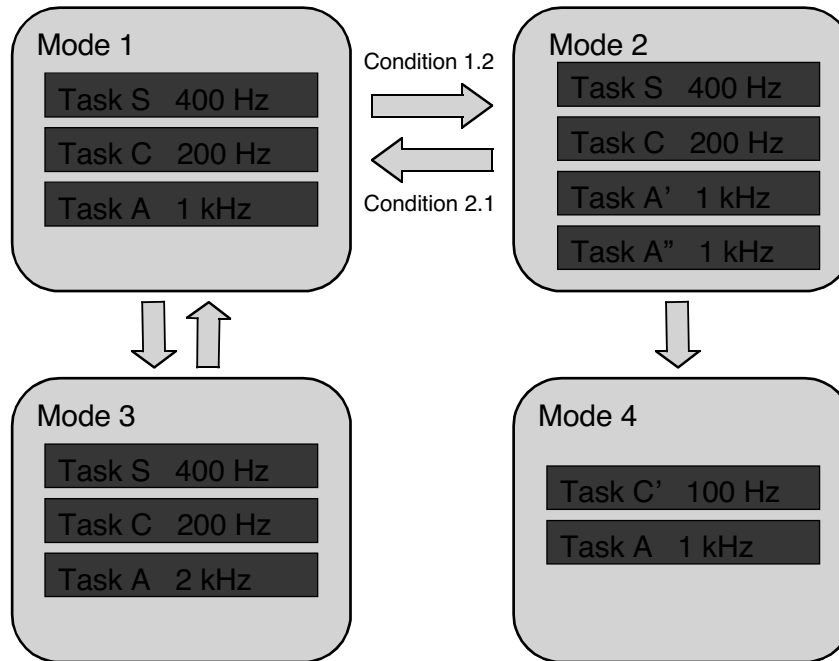 Mode 1
Task S 400 Hz
Task C 200 Hz
Task A 1 kHz
Condition 1.2
Condition 2.1
Mode 2
Task S 400 Hz
Task C 200 Hz
Task A' 1 kHz
Task A” 1 kHz
Mode 3
Task S 400 Hz
Task C 200 Hz
Task A 2 kHz
Mode 4
Task C’ 100 Hz
Task A 1 kHz